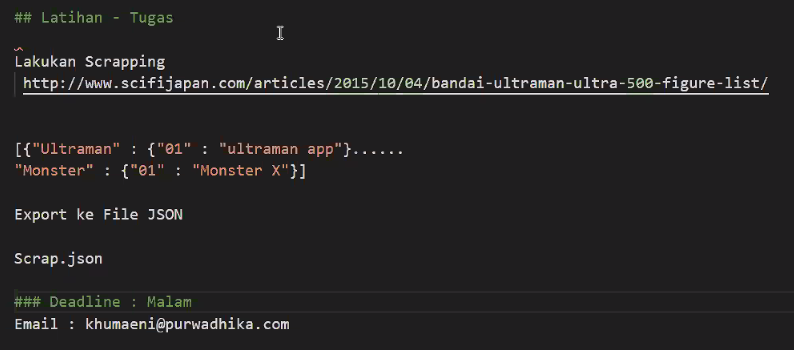 ## Latihan - Tugas
Lakukan Scrapping
http://www.scifijapan.com/articles/2015/10/04/bandai-ultraman-ultra-500-figure-list/
[{"Ultraman" : {"01" : "ultraman app"}......
"Monster" : {"01" : "Monster X"}]
Export ke File JSON
Scrap.json
### Deadline : Malam
Email : khumaeni@purwadhika.com